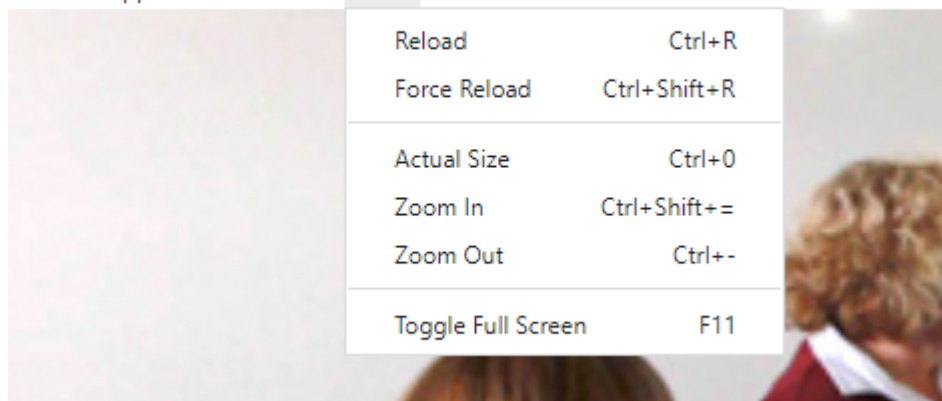 Reload Ctrl+R
Force Reload Ctrl+Shift+R
Actual Size Ctrl+0
Zoom In Ctrl+Shift+=
Zoom Out Ctrl+-
Toggle Full Screen F11